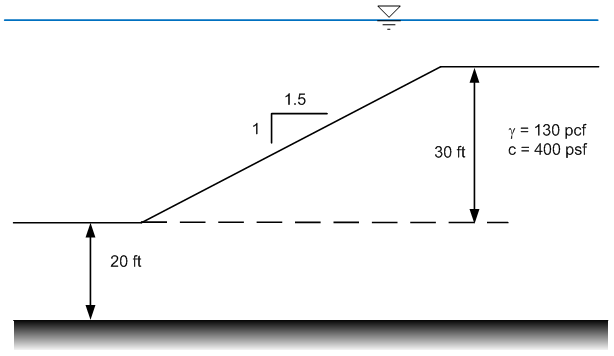 1.5
1
30 ft
γ = 130 pcf
c = 400 psf
20 ft